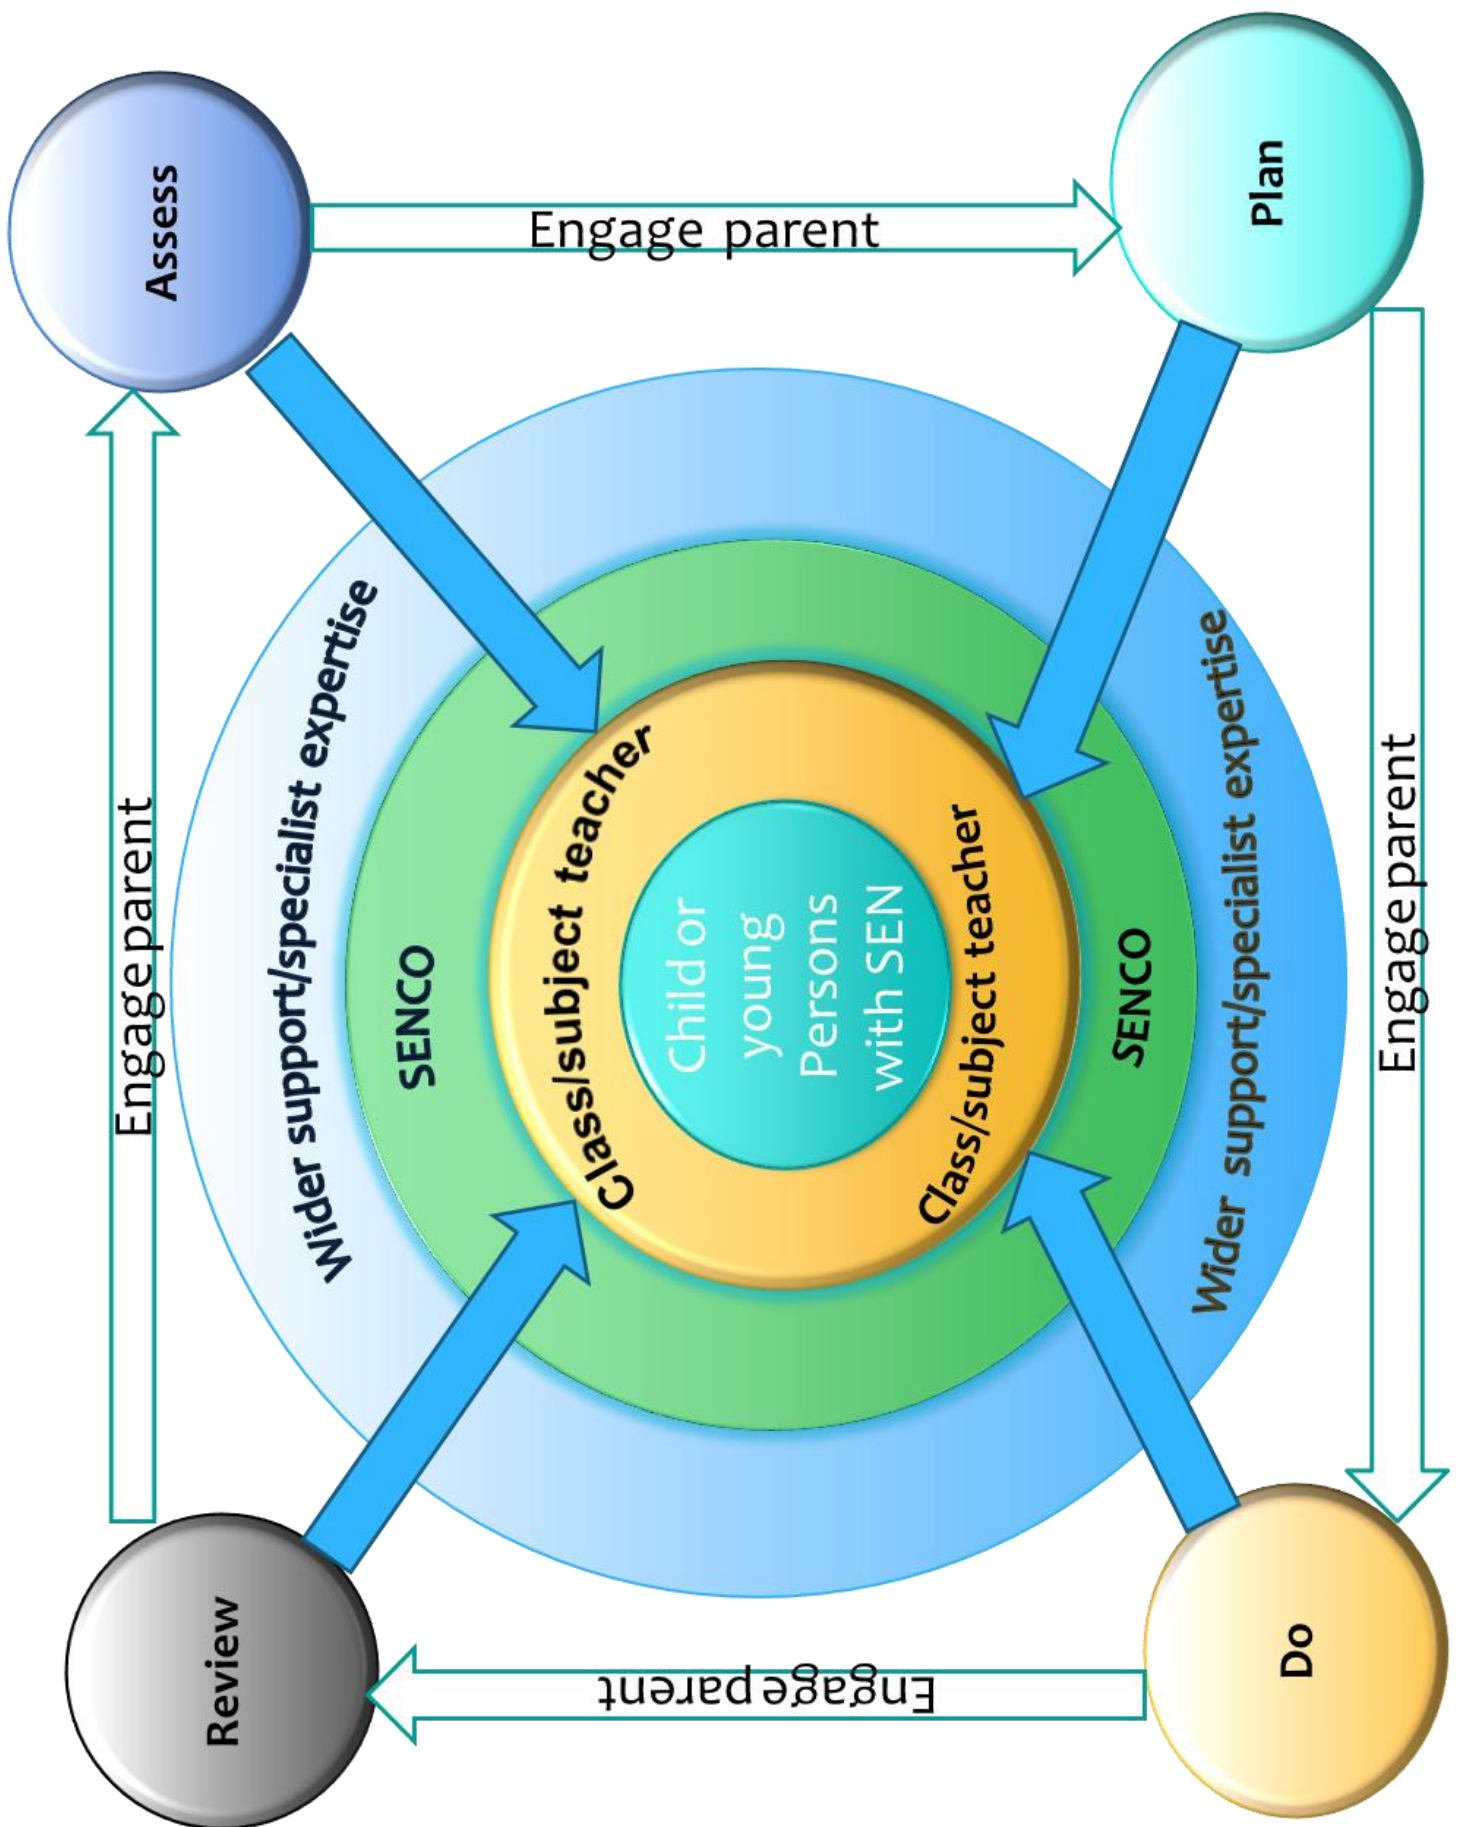 Review
Engage parent
Assess
Wider support/specialist expertise
SENCO
Class/subject teacher
Engage parent
Child or
young
Persons
with SEN
Engage parent
Class/subject teacher
SENCO
Wider support/specialist expertise
Do
Plan
Engage parent